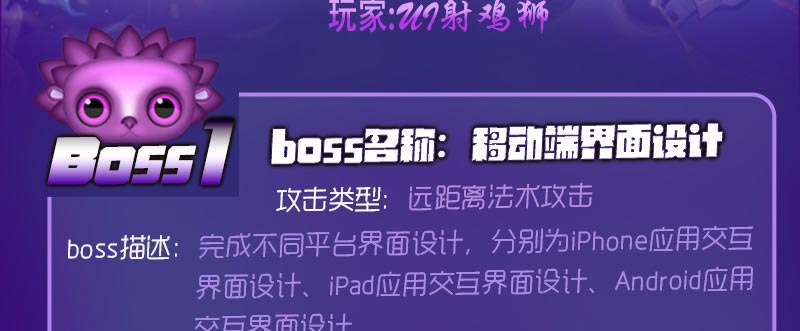 玩家:UI射鸡狮
Boss1
boss名称：移动端界面设计
攻击类型：远距离法术攻击
boss描述：完成不同平台界面设计，分别为iPhone应用交互
界面设计、iPad应用交互界面设计、Android应用
交互界面设计